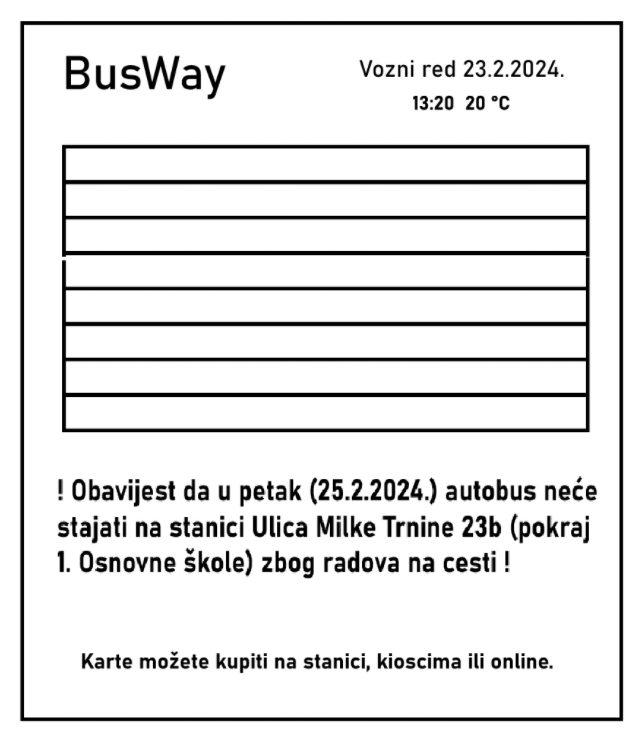 BusWay
Vozni red 23.2.2024.
13:20 20 °C
! Obavijest da u petak (25.2.2024.) autobus neće
stajati na stanici Ulica Milke Trnine 23b (pokraj
1. Osnovne škole) zbog radova na cesti !
Karte možete kupiti na stanici, kioscima ili online.